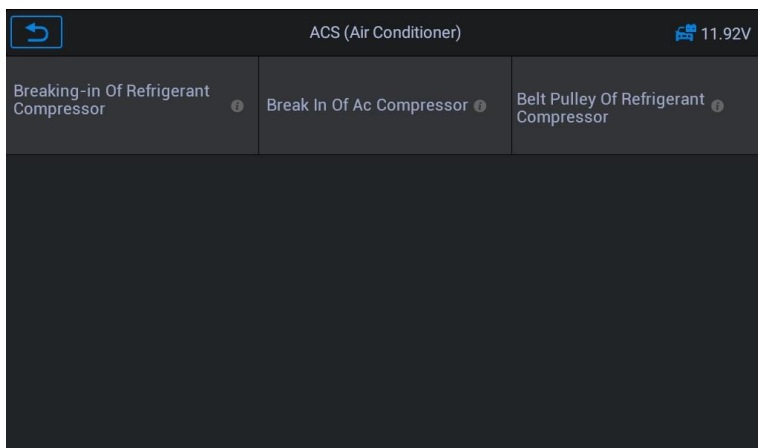 ACS (Air Conditioner)
11.92V
Breaking-in Of Refrigerant
Compressor
Break In Of Ac Compressor
Belt Pulley Of Refrigerant
Compressor